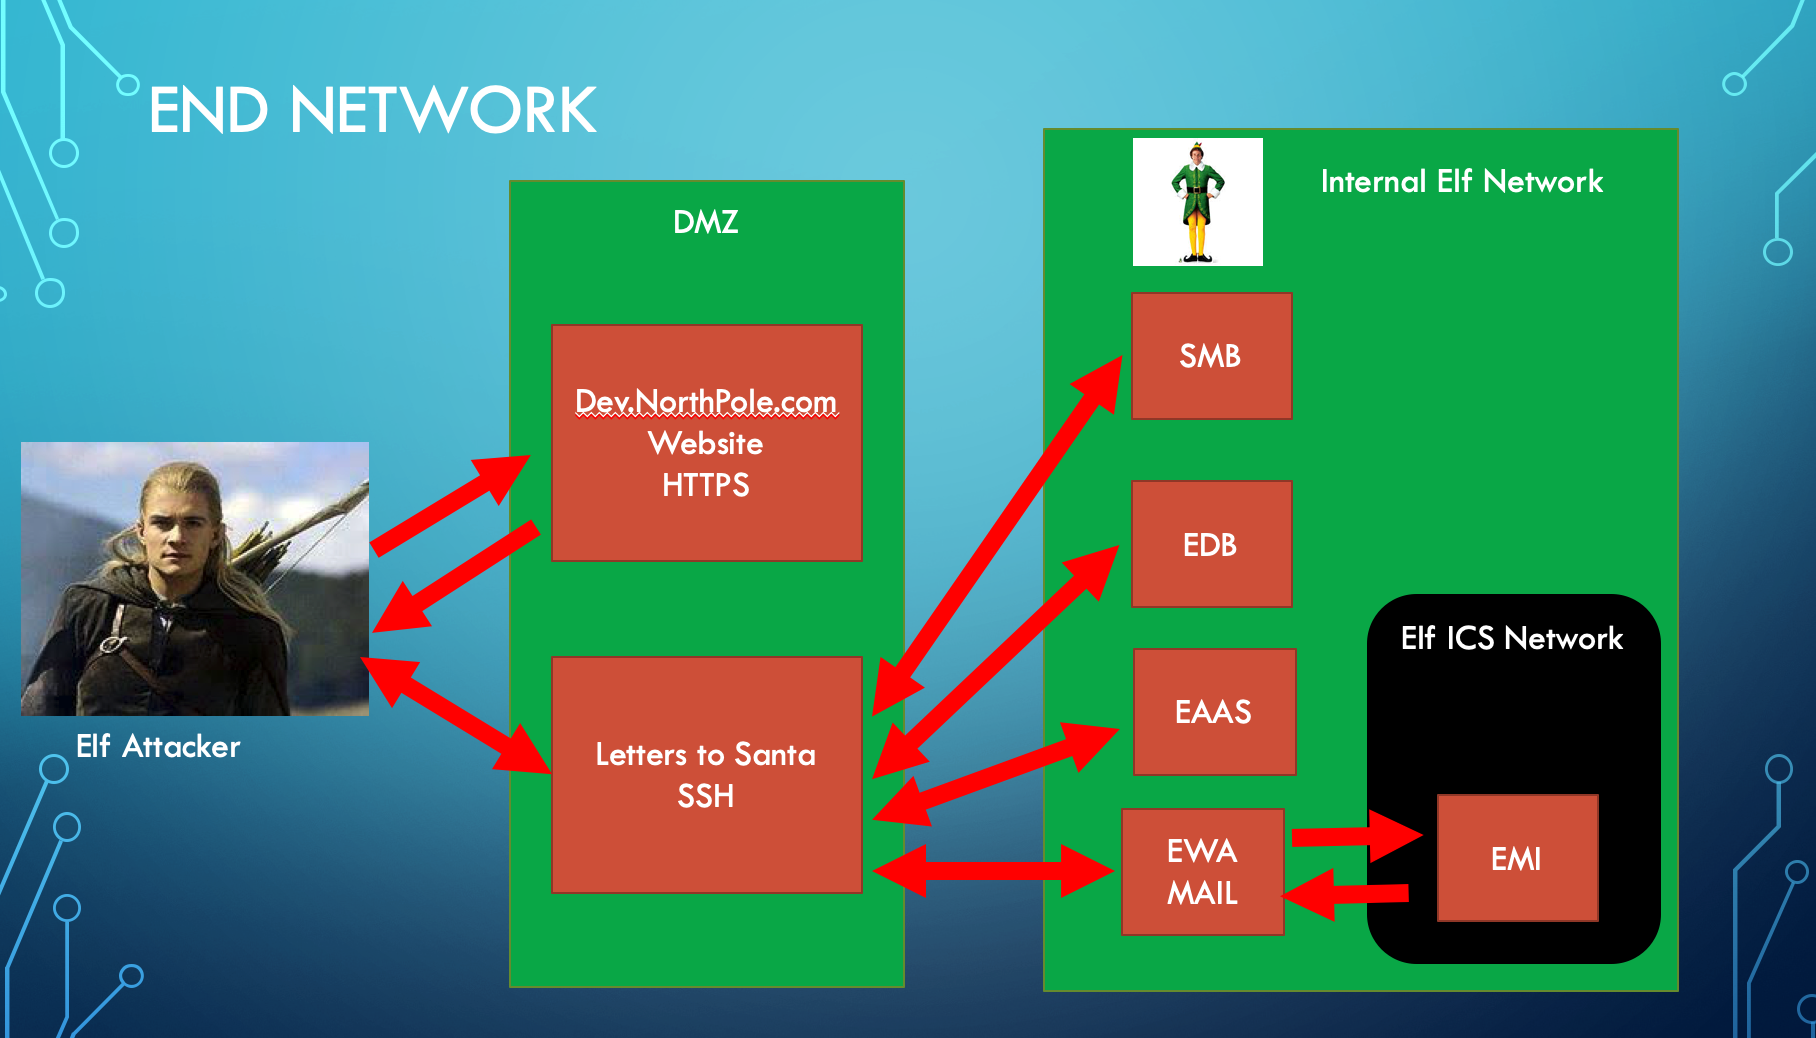 END NETWORK
DMZ
Dev.NorthPole.com
Website
HTTPS
Letters to Santa
SSH
Elf Attacker
Internal Elf Network
SMB
EDB
EAAS
EWA
MAIL
Elf ICS Network
EMI